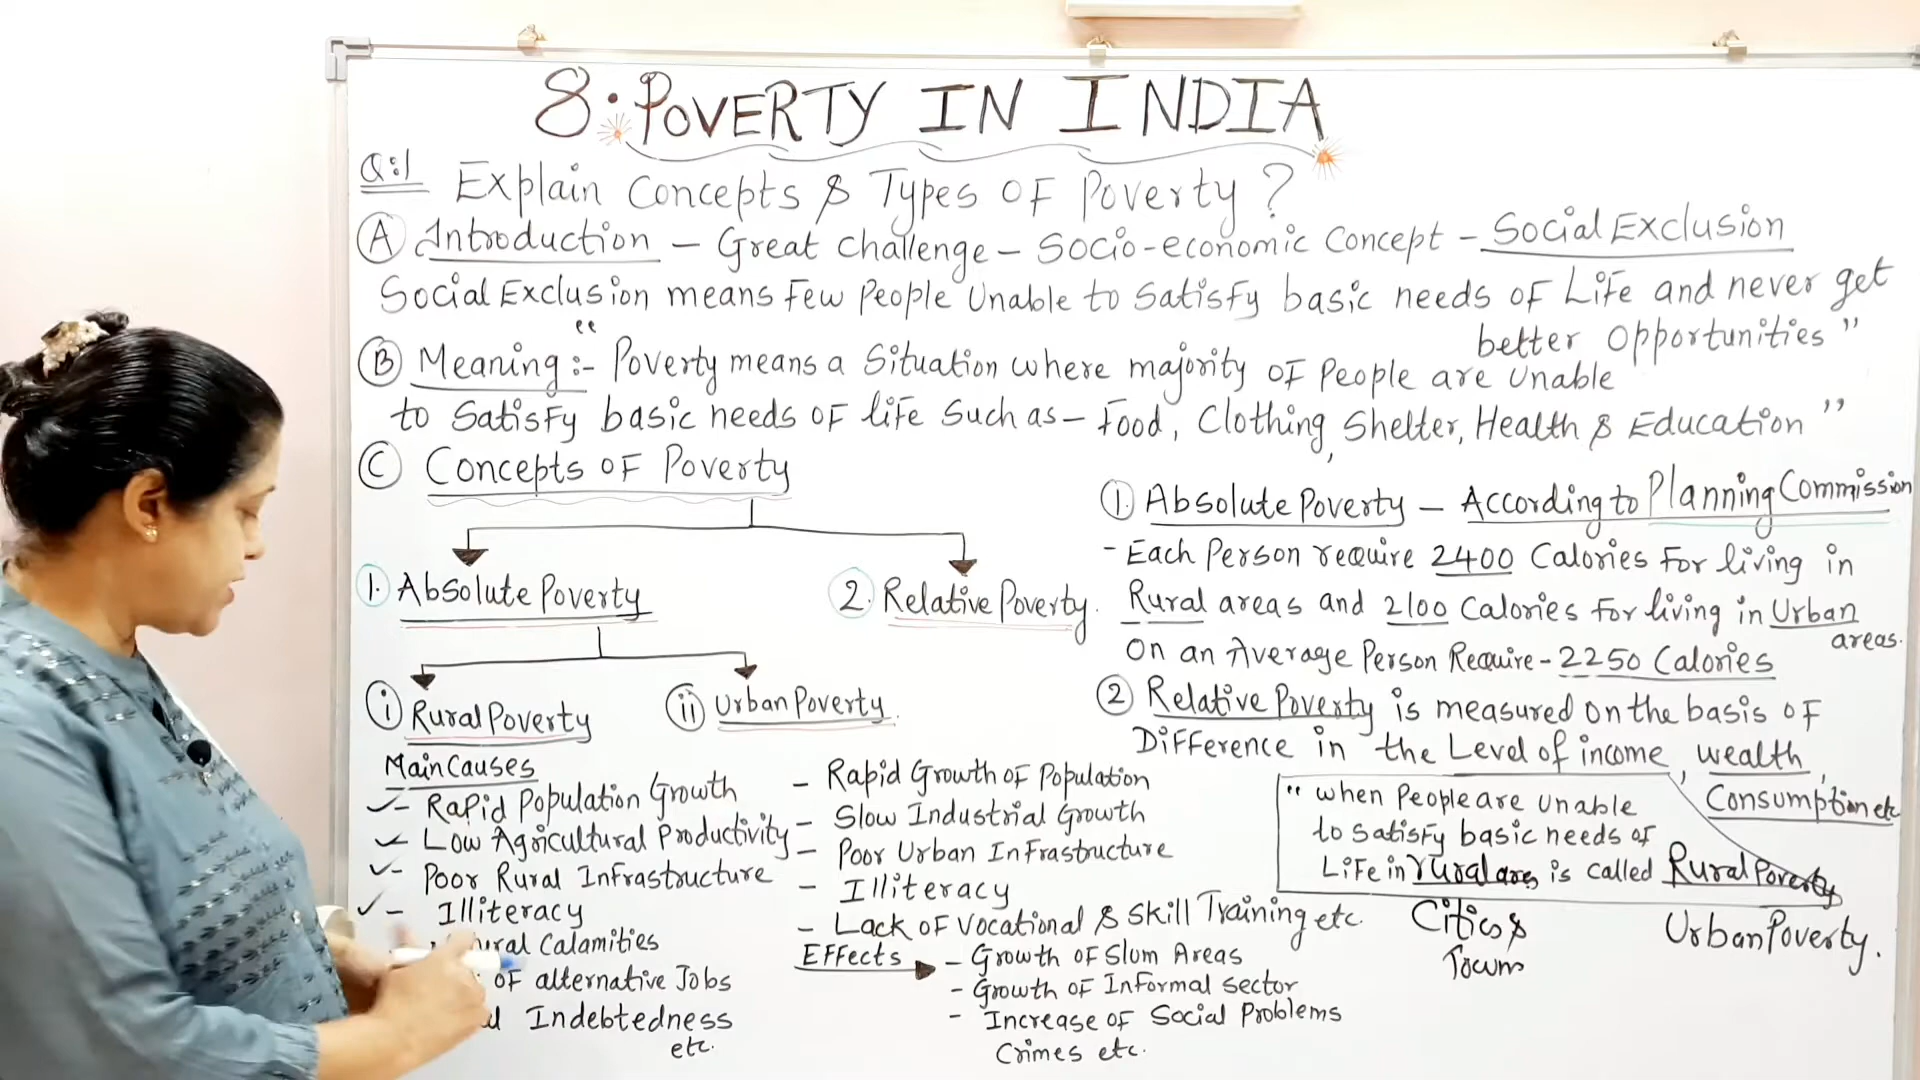 8. POVERTY IN INDIA
Q:1 Explain Concepts & Types of Poverty?
A Introduction – Great challenge – Socio-economic Concept – Social Exclusion
Social Exclusion means Few People Unable to Satisfy basic needs of Life and never get
better opportunities"
B Meaning :- "Poverty means a Situation where majority of People are Unable
to Satisfy basic needs of life Such as – Food, Clothing, Shelter, Health & Education"
C Concepts of Poverty
1. Absolute Poverty
2. Relative Poverty.
i Rural Poverty
ii Urban Poverty.
Main Causes
- Rapid Population Growth
- Low Agricultural Productivity
- Poor Rural Infrastructure
- Illiteracy
Calamities
of alternative Jobs
Indebtedness
etc.
- Rapid Growth of Population
- Slow Industrial Growth
- Poor Urban Infrastructure
- Illiteracy
- Lack of Vocational & Skill Training etc.
Effects
- Growth of Slum Areas
- Growth of Informal Sector
- Increase of Social Problems
Crimes etc.
1. Absolute Poverty – According to Planning Commission
- Each Person require 2400 Calories for living in
Rural areas and 2100 Calories for living in Urban
areas.
On an Average Person Require - 2250 Calories
2 Relative Poverty is measured on the basis of
Difference in the Level of income, wealth,
Consumption etc
" when People are Unable
to Satisfy basic needs of
Life in rural areas is called Rural Poverty
Cities &
Towns
Urban Poverty.